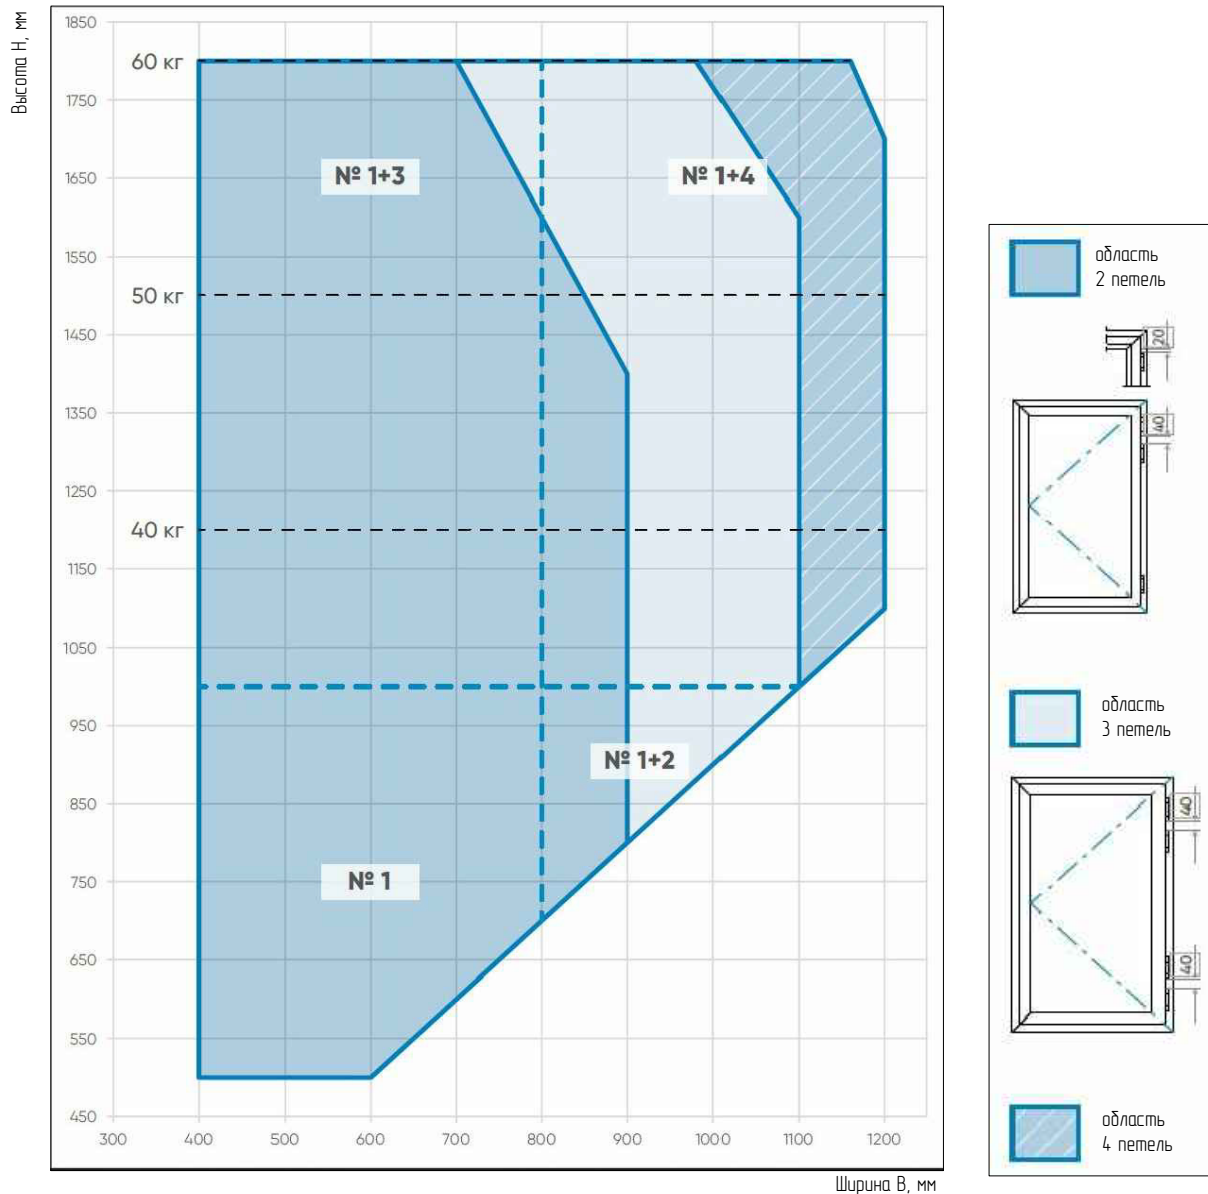 Высота H, мм
1850
60 кг
1750
№ 1+3
№ 1+4
1650
1550
50 кг
1450
1350
1250
40 кг
1150
1050
950
№ 1+2
850
№ 1
750
650
550
450
300 400 500 600 700 800 900 1000 1100 1200
Ширина B, мм
область
2 петель
20
40
область
3 петель
40
40
область
4 петель